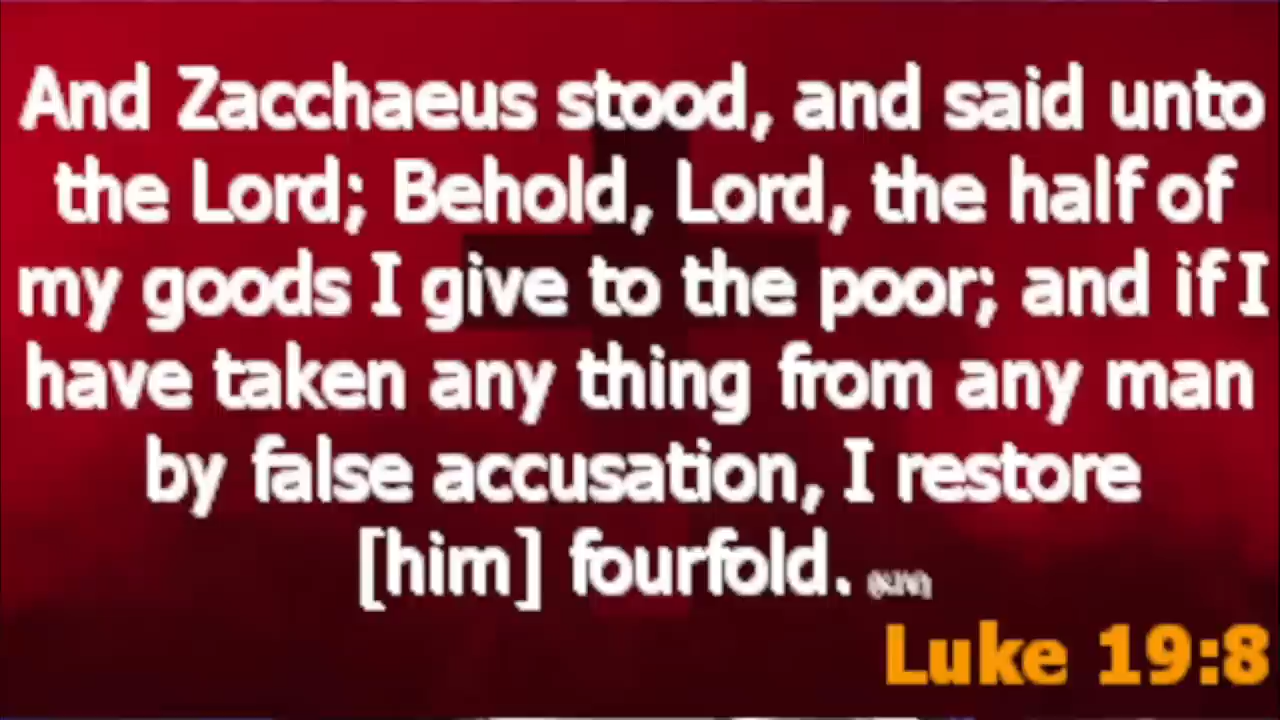 And Zacchaeus stood, and said unto
the Lord; Behold, Lord, the half of
my goods I give to the poor; and if I
have taken any thing from any man
by false accusation, I restore
[him] fourfold. (KJV)
Luke 19:8